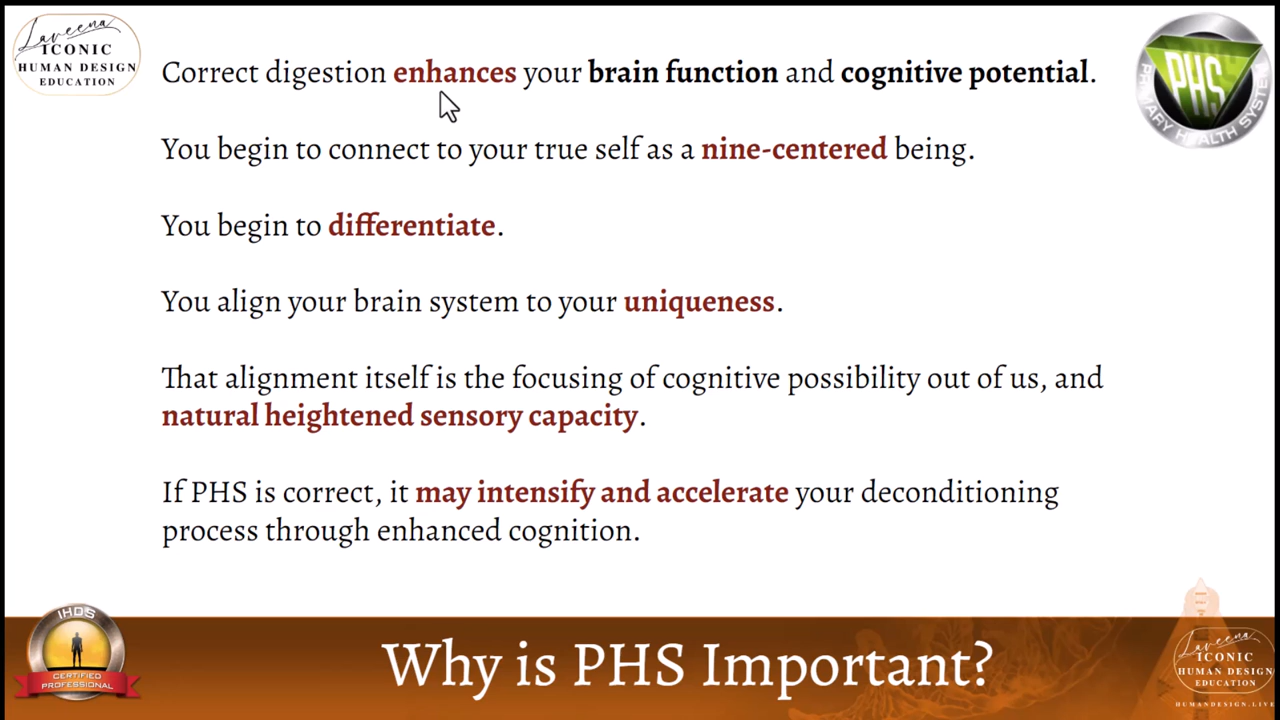 Laveena
ICONIC
HUMAN DESIGN
EDUCATION
PHS
PRIMARY HEALTH SYSTEM
Correct digestion enhances your brain function and cognitive potential.
You begin to connect to your true self as a nine-centered being.
You begin to differentiate.
You align your brain system to your uniqueness.
That alignment itself is the focusing of cognitive possibility out of us, and
natural heightened sensory capacity.
If PHS is correct, it may intensify and accelerate your deconditioning
process through enhanced cognition.
IHDS
CERTIFIED
PROFESSIONAL
Why is PHS Important?
Laveena
ICONIC
HUMAN DESIGN
EDUCATION
HUMANDESIGN.LIVE